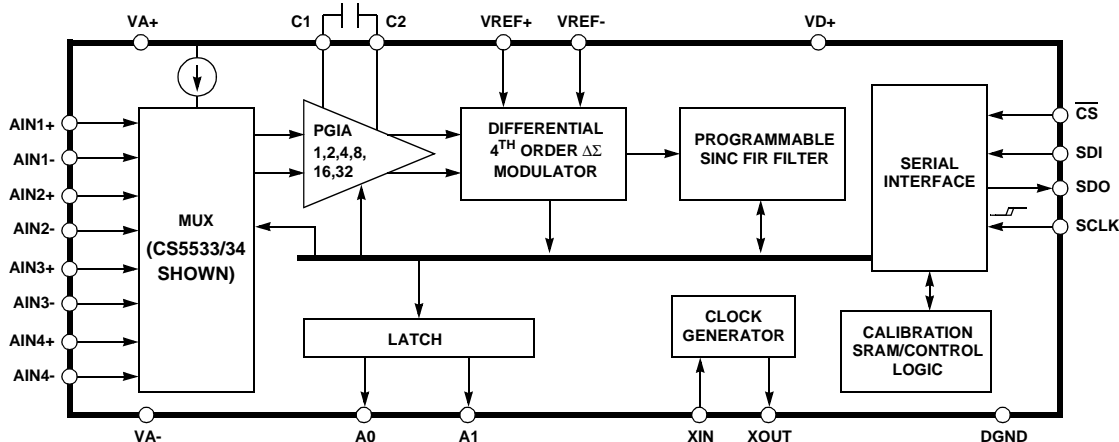 VA+
C1
C2
VREF+
VREF-
VD+
AIN1+
AIN1-
AIN2+
AIN2-
AIN3+
AIN3-
AIN4+
AIN4-
MUX
(CS5533/34
SHOWN)
PGIA
1,2,4,8,
16,32
DIFFERENTIAL
4TH ORDER ΔΣ
MODULATOR
PROGRAMMABLE
SINC FIR FILTER
SERIAL
INTERFACE
CS
SDI
SDO
SCLK
LATCH
CLOCK
GENERATOR
CALIBRATION
SRAM/CONTROL
LOGIC
VA-
A0
A1
XIN
XOUT
DGND